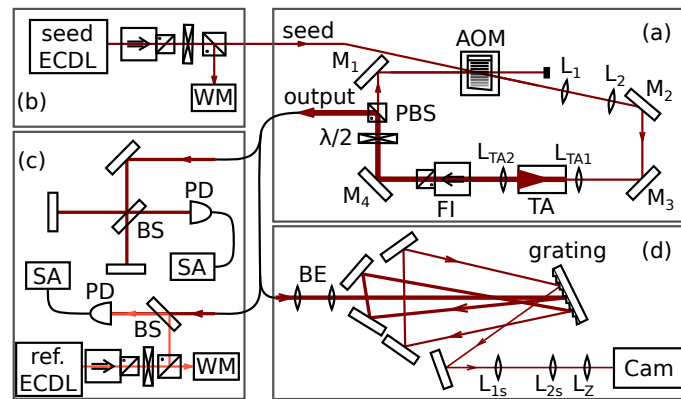 seed
ECDL
WM
(b)
seed
(a)
AOM
M1
L1
L2
M2
output
PBS
λ/2
LTA2
LTA1
M4
FI
TA
M3
(c)
PD
BS
SA
SA
PD
BS
ref.
ECDL
WM
(d)
grating
BE
L1s
L2s
LZ
Cam